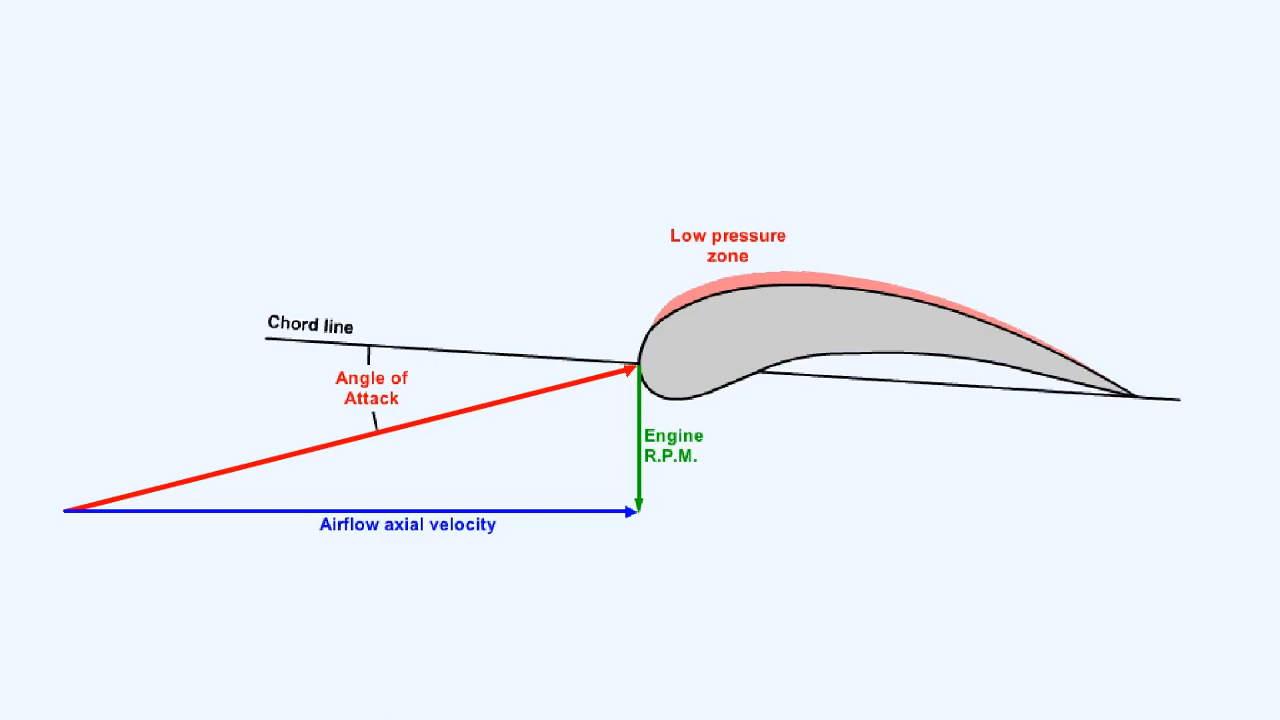 Low pressure
zone
Chord line
Angle of
Attack
Engine
R.P.M.
Airflow axial velocity